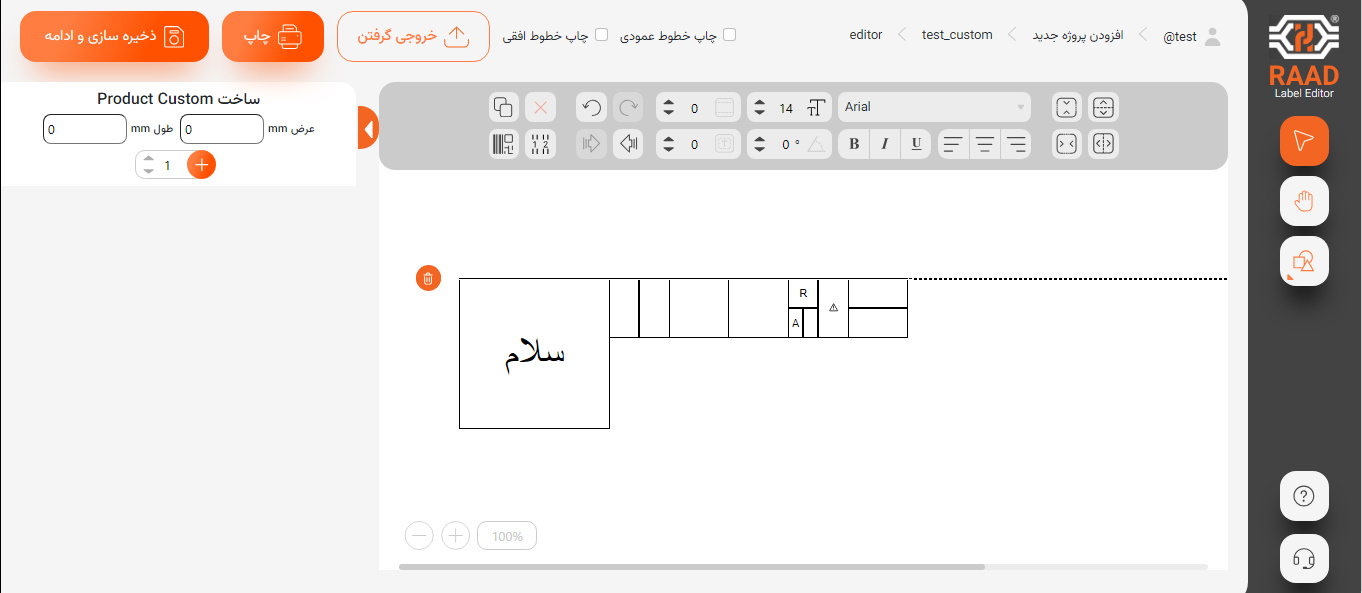 RAAD
Label Editor
@test
افزودن پروژه جدید
test_custom
editor
چاپ خطوط عمودی
چاپ خطوط افقی
خروجی گرفتن
چاپ
ذخیره سازی و ادامه
ساخت Product Custom
عرض mm 0
طول mm 0
1
+
0
14
Arial
1 2
0
0 °
B I U
R
A
سلام
100%
?